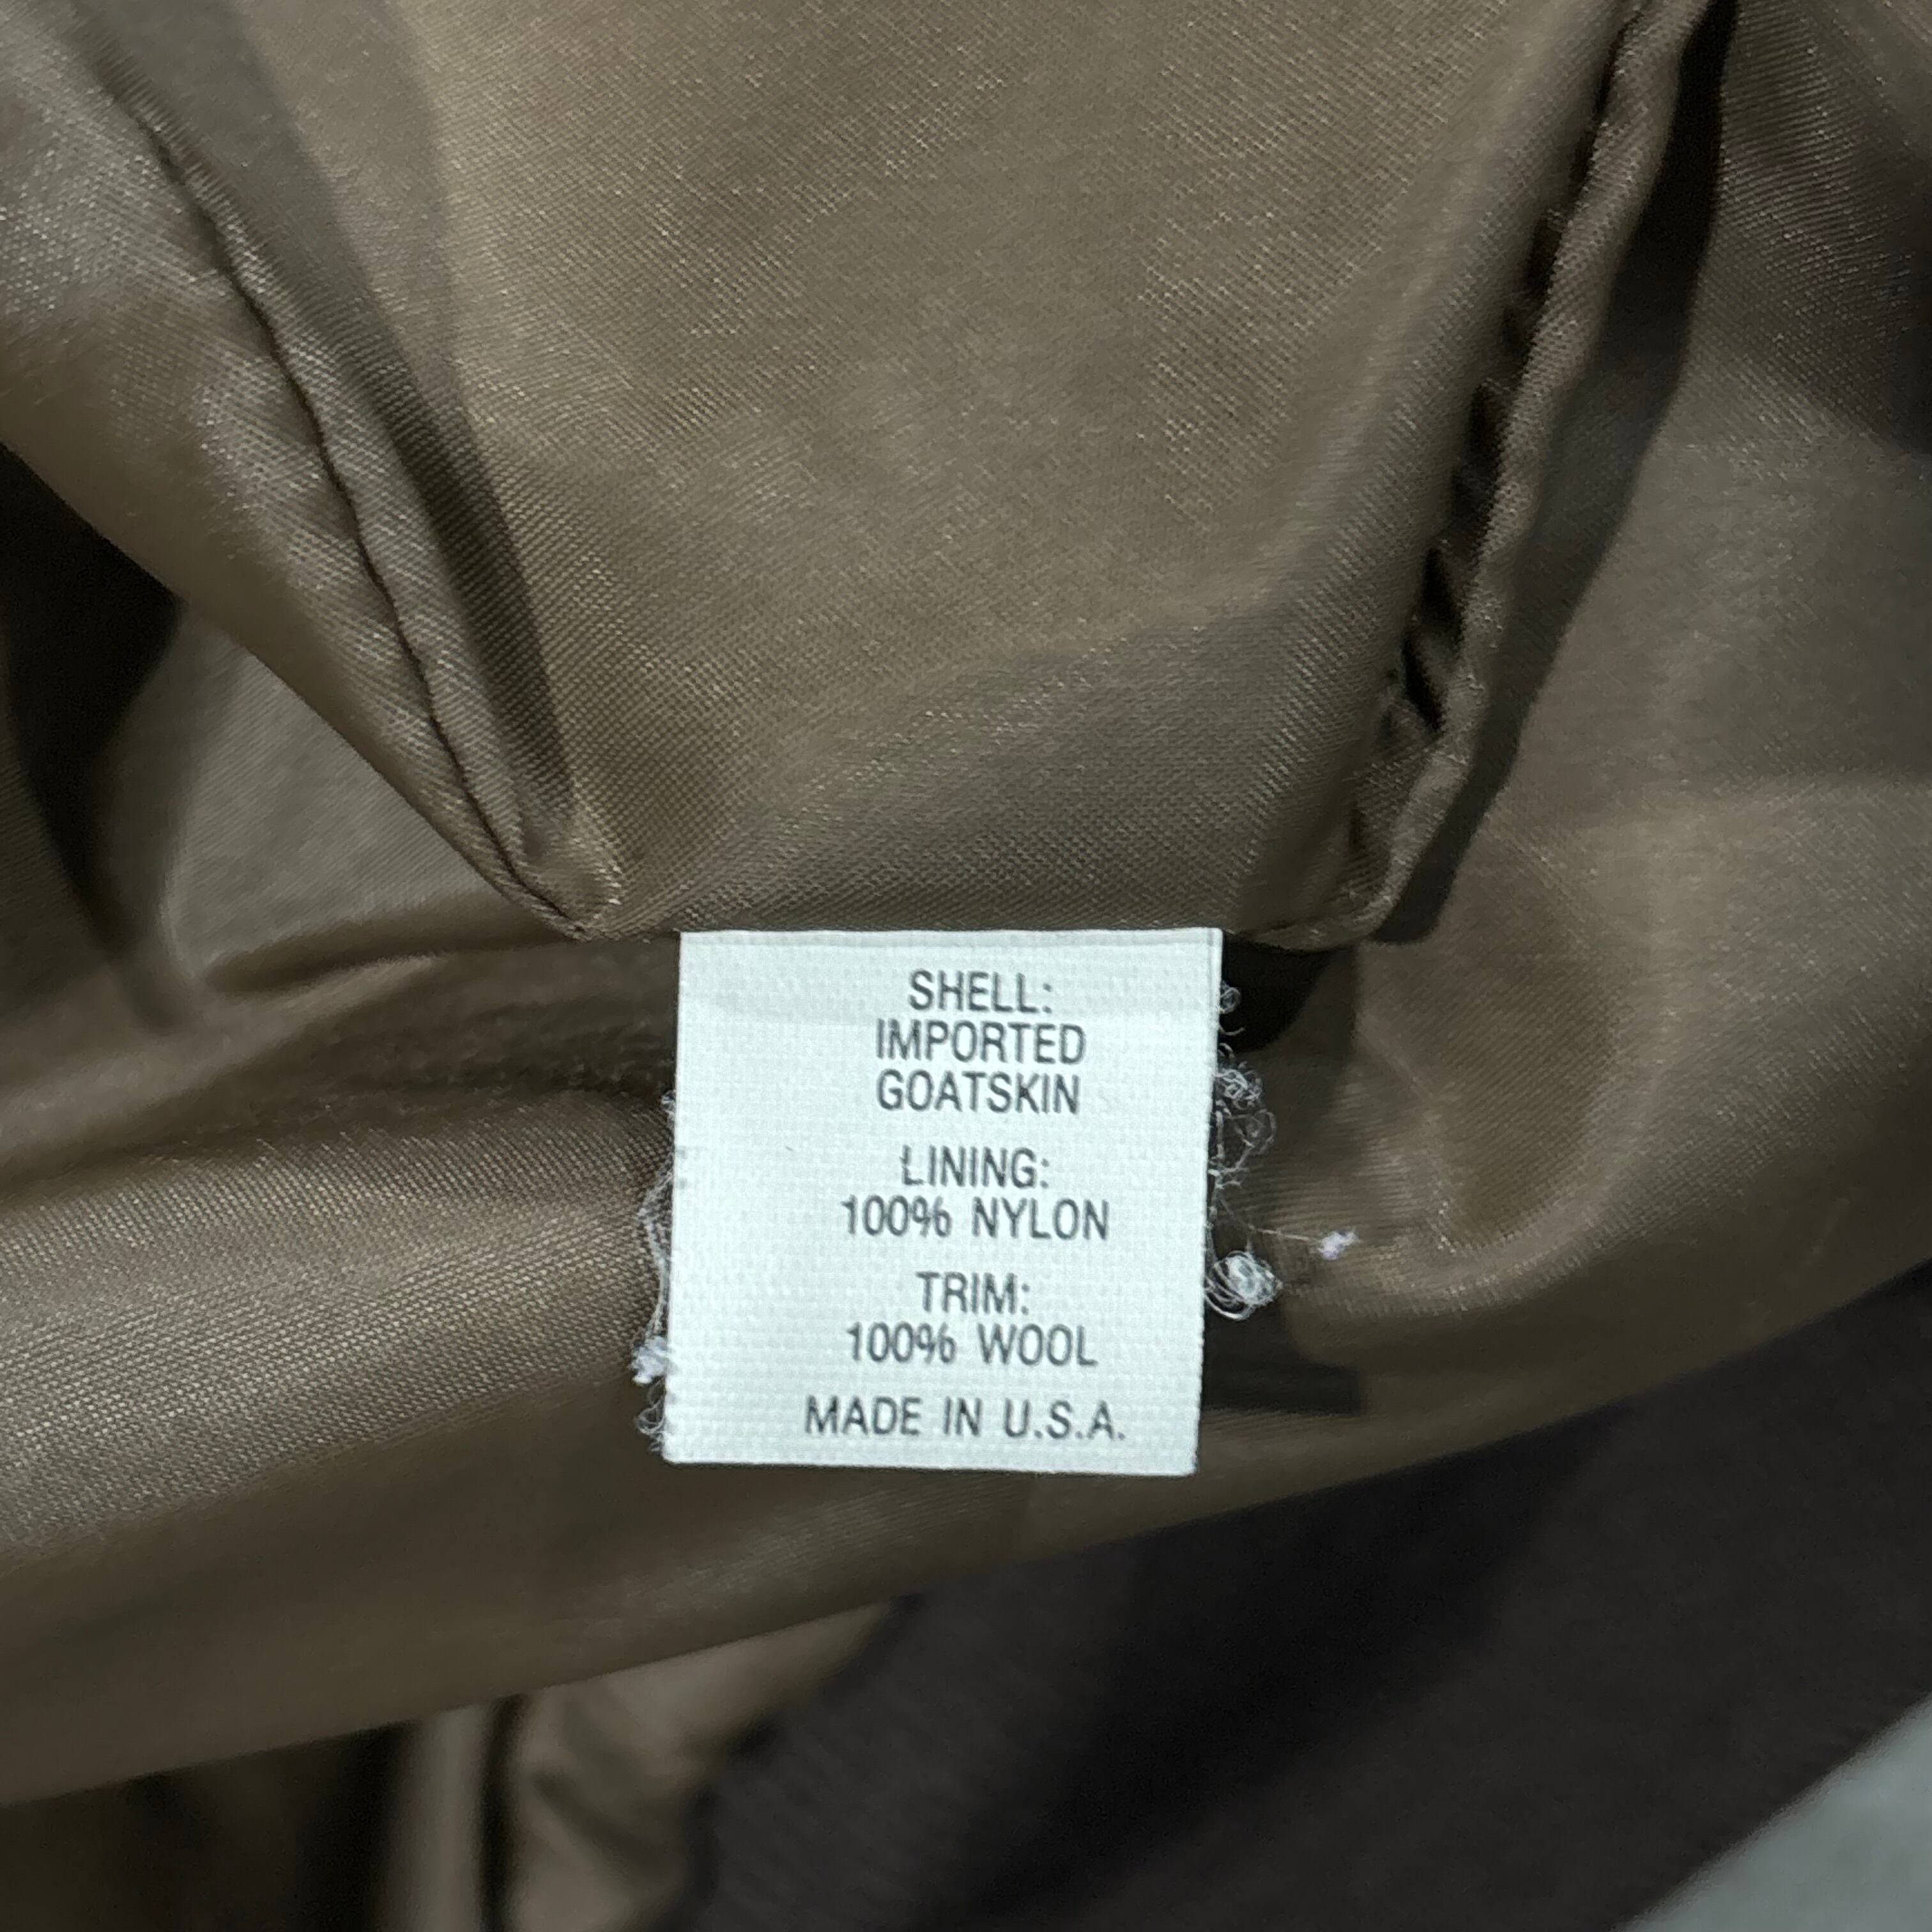 SHELL:
IMPORTED
GOATSKIN
LINING:
100% NYLON
TRIM:
100% WOOL
MADE IN U.S.A.